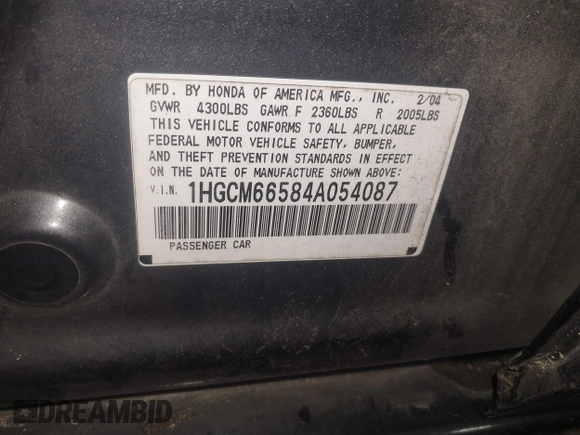 MFD. BY HONDA OF AMERICA MFG., INC. 2/04
GVWR 4300LBS GAWR F 2360LBS R 2005LBS
THIS VEHICLE CONFORMS TO ALL APPLICABLE
FEDERAL MOTOR VEHICLE SAFETY, BUMPER,
AND THEFT PREVENTION STANDARDS IN EFFECT
ON THE DATE OF MANUFACTURE SHOWN ABOVE:
V.I.N. 1HGCM66584A054087
PASSENGER CAR
DREAMBID